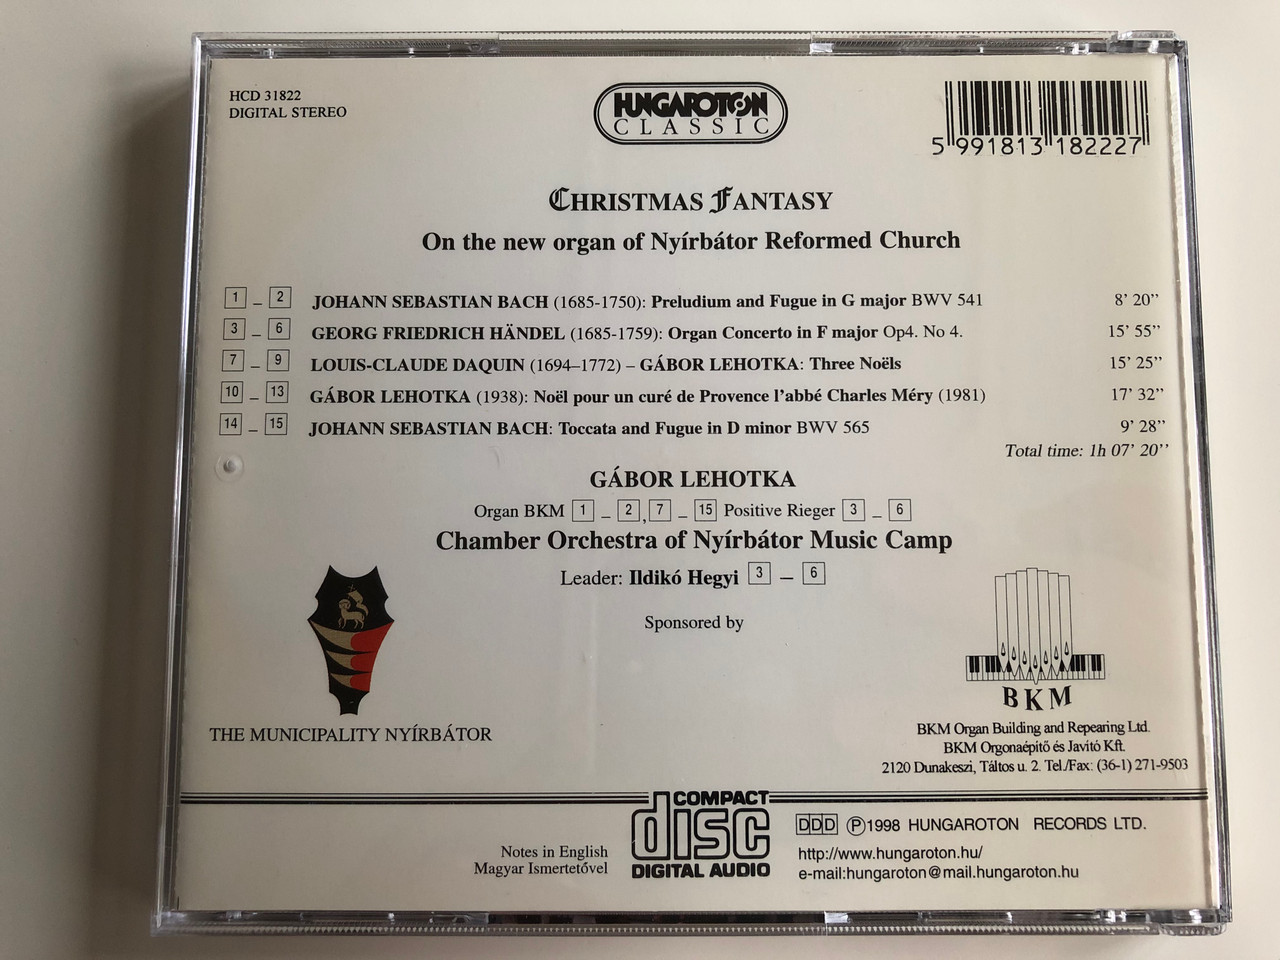 HCD 31822
DIGITAL STEREO
HUNGAROTON
CLASSIC
5 991813 182227
CHRISTMAS FANTASY
On the new organ of Nyírbátor Reformed Church
1 – 2 JOHANN SEBASTIAN BACH (1685-1750): Preludium and Fugue in G major BWV 541 8’ 20’’
3 – 6 GEORG FRIEDRICH HÄNDEL (1685-1759): Organ Concerto in F major Op4. No 4. 15’ 55’’
7 – 9 LOUIS-CLAUDE DAQUIN (1694–1772) – GÁBOR LEHOTKA: Three Noëls 15’ 25’’
10 – 13 GÁBOR LEHOTKA (1938): Noël pour un curé de Provence l’abbé Charles Méry (1981) 17’ 32’’
14 – 15 JOHANN SEBASTIAN BACH: Toccata and Fugue in D minor BWV 565 9’ 28’’
Total time: 1h 07’ 20’’
GÁBOR LEHOTKA
Organ BKM 1 – 2, 7 – 15 Positive Rieger 3 – 6
Chamber Orchestra of Nyírbátor Music Camp
Leader: Ildikó Hegyi 3 – 6
Sponsored by
THE MUNICIPALITY NYÍRBÁTOR
BKM
BKM Organ Building and Repearing Ltd.
BKM Orgonaépitő és Javitó Kft.
2120 Dunakeszi, Táltos u. 2. Tel./Fax: (36-1) 271-9503
Notes in English
Magyar Ismertetővel
COMPACT
disc
DIGITAL AUDIO
DDD ℗1998 HUNGAROTON RECORDS LTD.
http://www.hungaroton.hu/
e-mail:hungaroton@mail.hungaroton.hu